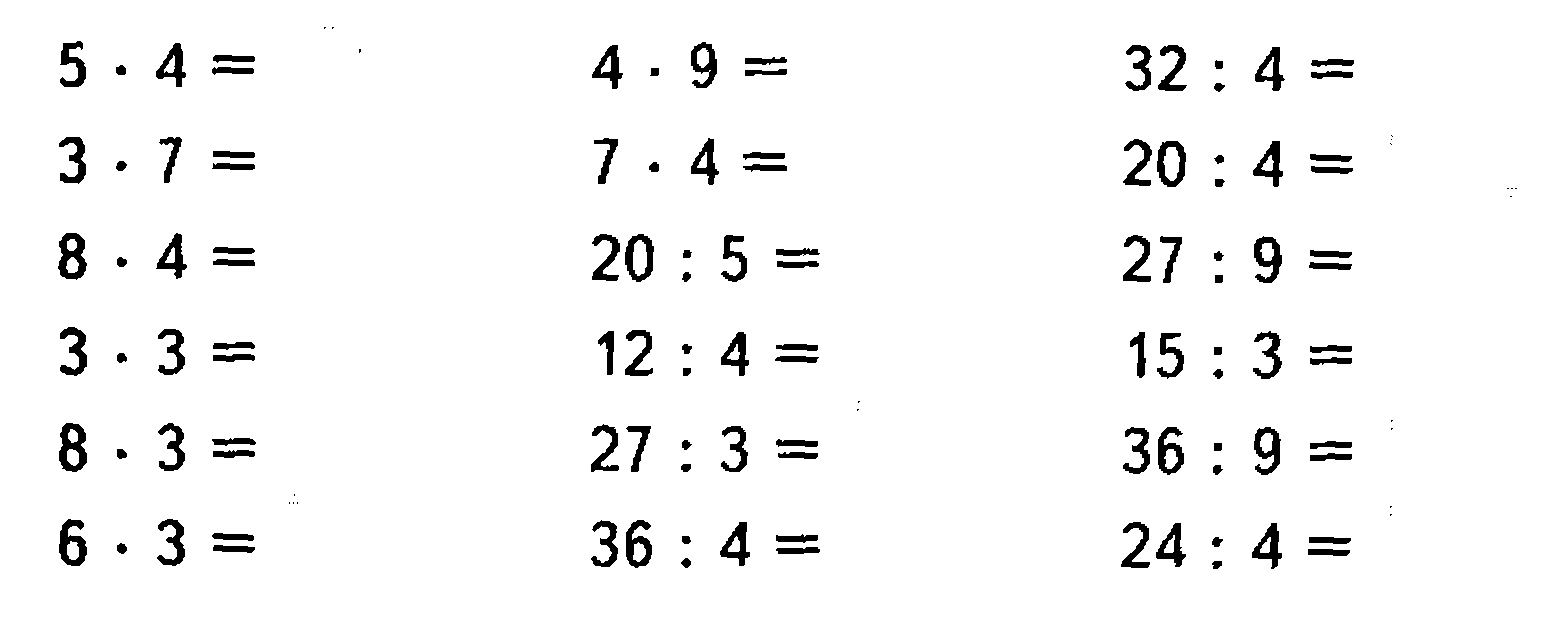 5 · 4 =
3 · 7 =
8 · 4 =
3 · 3 =
8 · 3 =
6 · 3 =
4 · 9 =
7 · 4 =
20 : 5 =
12 : 4 =
27 : 3 =
36 : 4 =
32 : 4 =
20 : 4 =
27 : 9 =
15 : 3 =
36 : 9 =
24 : 4 =